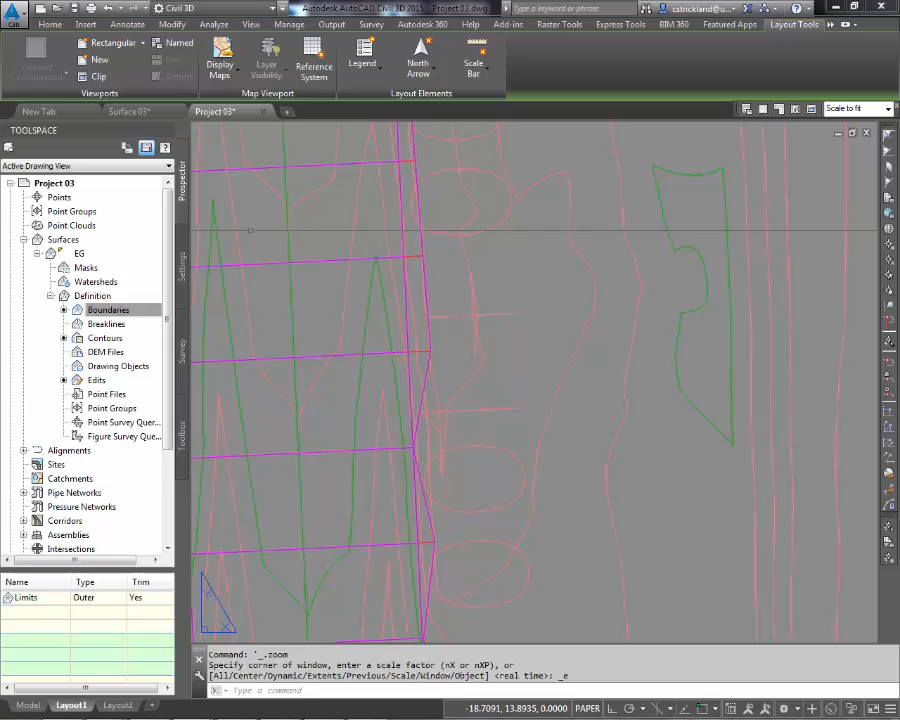 Civil 3D
Autodesk AutoCAD Civil 3D 2015 Project 03.dwg
Type a keyword or phrase
cstrickland@u...
C3D
Home Insert Annotate Modify Analyze View Manage Output Survey Autodesk 360 Help Add-ins Raster Tools Express Tools BIM 360 Featured Apps Layout Tools
Rectangular
Named
New
Clip
Display Maps
Layer Visibility
Reference System
Legend
North Arrow
Scale Bar
Viewports
Map Viewport
Layout Elements
New Tab
Surface 03*
Project 03*
Scale to fit
TOOLSPACE
Active Drawing View
Project 03
Points
Point Groups
Point Clouds
Surfaces
EG
Masks
Watersheds
Definition
Boundaries
Breaklines
Contours
DEM Files
Drawing Objects
Edits
Point Files
Point Groups
Point Survey Quer...
Figure Survey Que...
Alignments
Sites
Catchments
Pipe Networks
Pressure Networks
Corridors
Assemblies
Intersections
Prospector
Settings
Survey
Toolbox
Name Type Trim
Limits Outer Yes
Y
X
Command: '_.zoom
Specify corner of window, enter a scale factor (nX or nXP), or
[All/Center/Dynamic/Extents/Previous/Scale/Window/Object] <real time>: _e
Type a command
Model Layout1 Layout2
-18.7091, 13.8935, 0.0000 PAPER